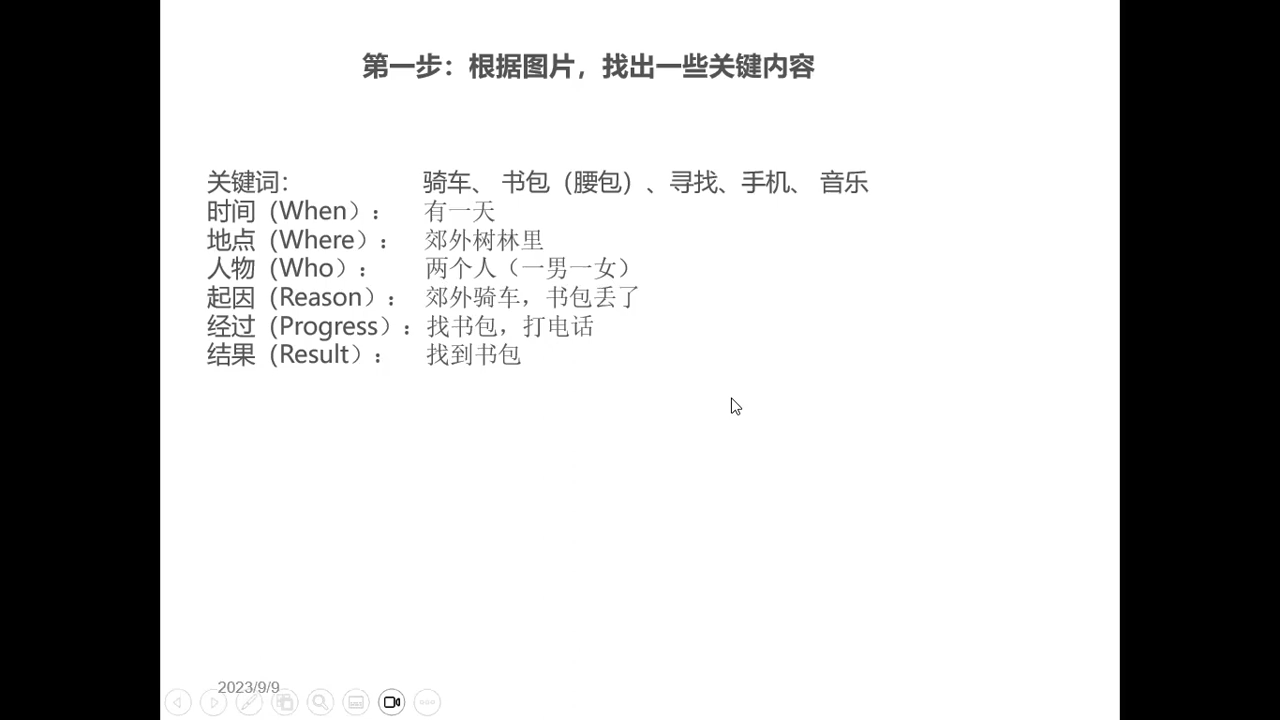 第一步：根据图片，找出一些关键内容
关键词： 骑车、 书包（腰包）、寻找、手机、 音乐
时间（When）： 有一天
地点（Where）： 郊外树林里
人物（Who）： 两个人（一男一女）
起因（Reason）： 郊外骑车，书包丢了
经过（Progress）：找书包，打电话
结果（Result）： 找到书包
2023/9/9